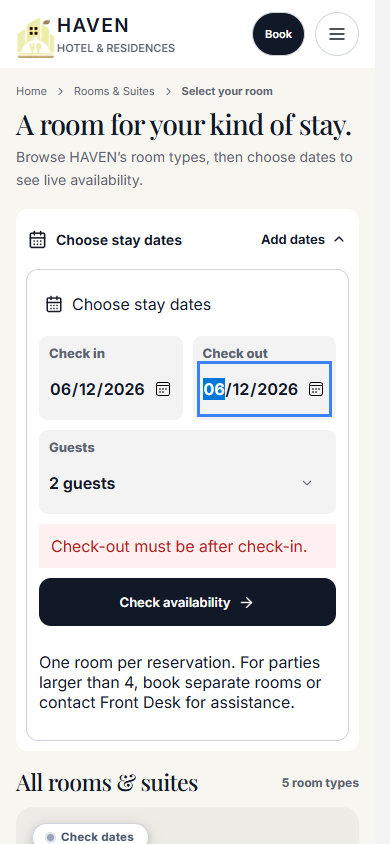 HAVEN
HOTEL & RESIDENCES
Book
Home > Rooms & Suites > Select your room
A room for your kind of stay.
Browse HAVEN’s room types, then choose dates to
see live availability.
Choose stay dates
Add dates
Choose stay dates
Check in
Check out
06/12/2026
06/12/2026
Guests
2 guests
Check-out must be after check-in.
Check availability →
One room per reservation. For parties
larger than 4, book separate rooms or
contact Front Desk for assistance.
All rooms & suites
5 room types
Check dates